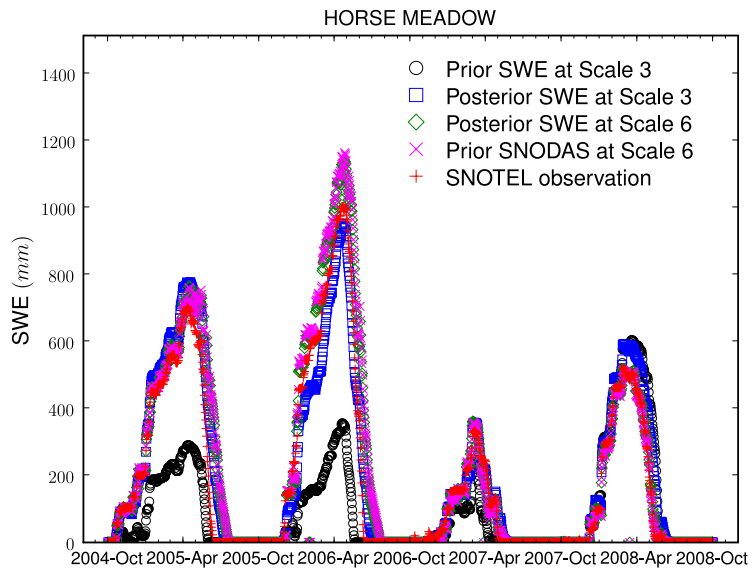 HORSE MEADOW
Prior SWE at Scale 3
Posterior SWE at Scale 3
Posterior SWE at Scale 6
Prior SNODAS at Scale 6
SNOTEL observation
SWE (mm)
1400
1200
1000
800
600
400
200
0
2004-Oct 2005-Apr 2005-Oct 2006-Apr 2006-Oct 2007-Apr 2007-Oct 2008-Apr 2008-Oct